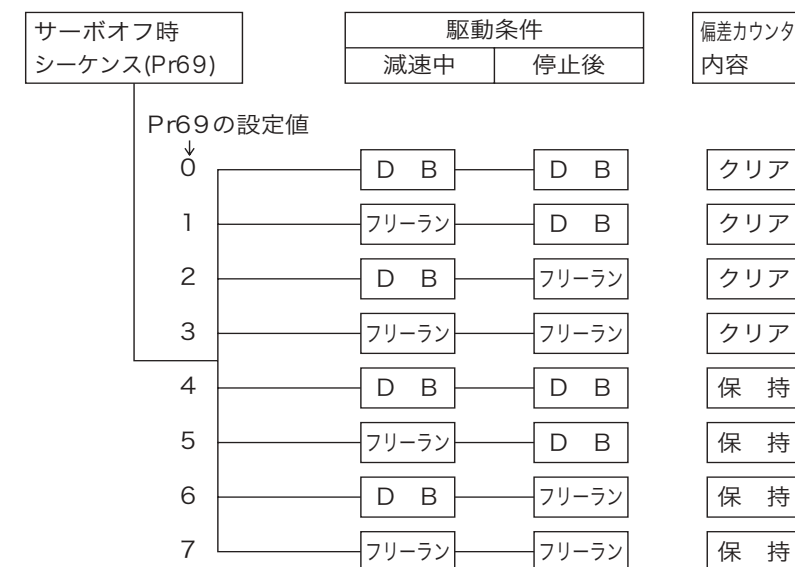 サーボオフ時
シーケンス(Pr69)
駆動条件
減速中 停止後
偏差カウンタ
内容
Pr69の設定値
↓
0 D B D B クリア
1 フリーラン D B クリア
2 D B フリーラン クリア
3 フリーラン フリーラン クリア
4 D B D B 保 持
5 フリーラン D B 保 持
6 D B フリーラン 保 持
7 フリーラン フリーラン 保 持